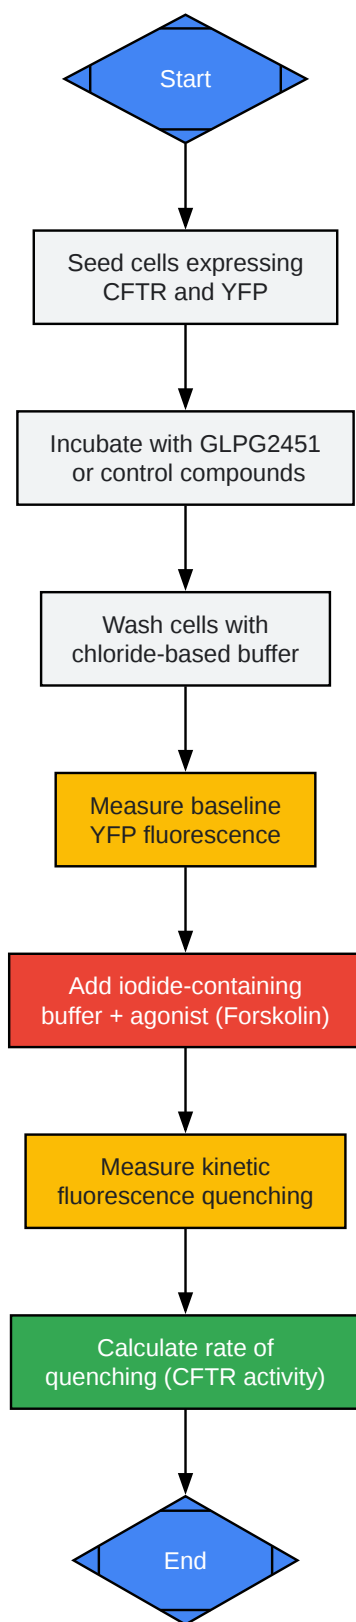 Start
Seed cells expressing
CFTR and YFP
Incubate with GLPG2451
or control compounds
Wash cells with
chloride-based buffer
Measure baseline
YFP fluorescence
Add iodide-containing
buffer + agonist (Forskolin)
Measure kinetic
fluorescence quenching
Calculate rate of
quenching (CFTR activity)
End